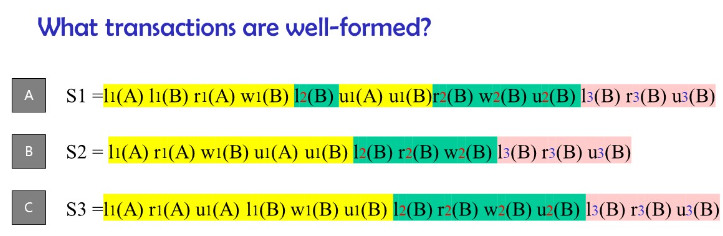 What transactions are well-formed?
A S1 =l1(A) l1(B) r1(A) w1(B) l2(B) u1(A) u1(B)r2(B) w2(B) u2(B) l3(B) r3(B) u3(B)
B S2 = l1(A) r1(A) w1(B) u1(A) u1(B) l2(B) r2(B) w2(B) l3(B) r3(B) u3(B)
C S3 =l1(A) r1(A) u1(A) l1(B) w1(B) u1(B) l2(B) r2(B) w2(B) u2(B) l3(B) r3(B) u3(B)